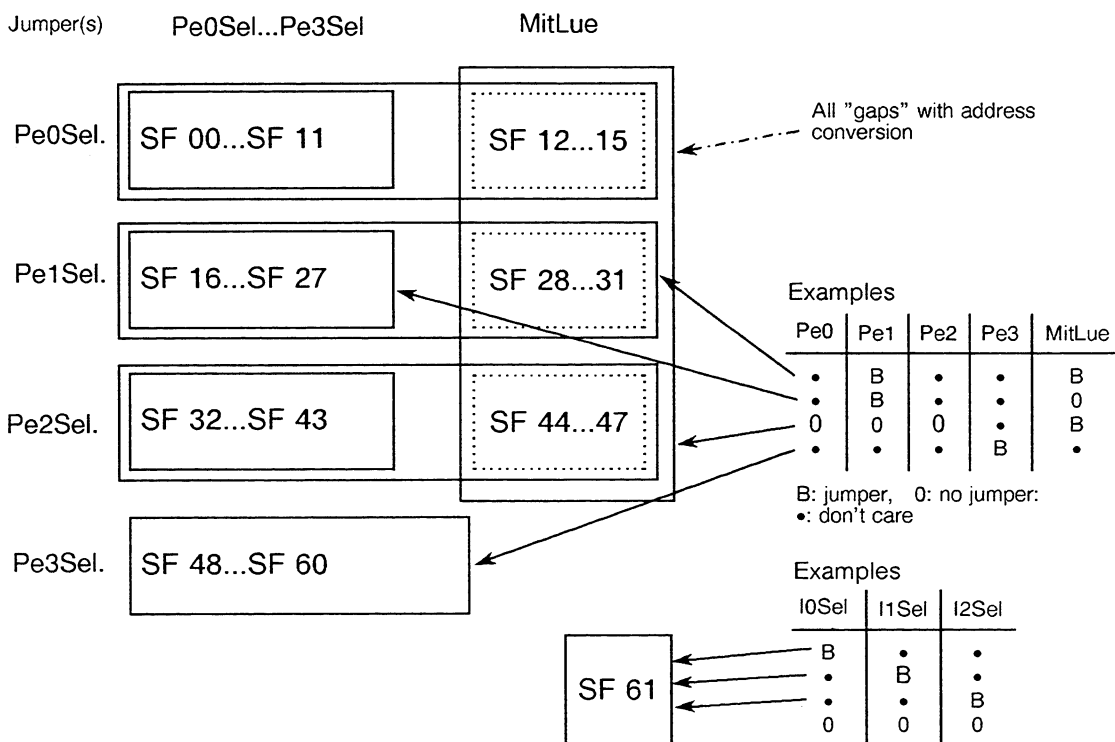 Jumper(s) Pe0Sel...Pe3Sel MitLue
Pe0Sel. SF 00...SF 11 SF 12...15
All "gaps" with address
conversion
Pe1Sel. SF 16...SF 27 SF 28...31
Pe2Sel. SF 32...SF 43 SF 44...47
Pe3Sel. SF 48...SF 60
Examples
Pe0 Pe1 Pe2 Pe3 MitLue
• B • • B
• B • • 0
0 0 0 • B
• • • B •
B: jumper, 0: no jumper:
•: don't care
Examples
I0Sel I1Sel I2Sel
B • •
• B •
• • B
0 0 0
SF 61